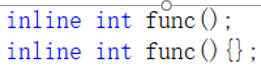 inline int func();
inline int func(){};